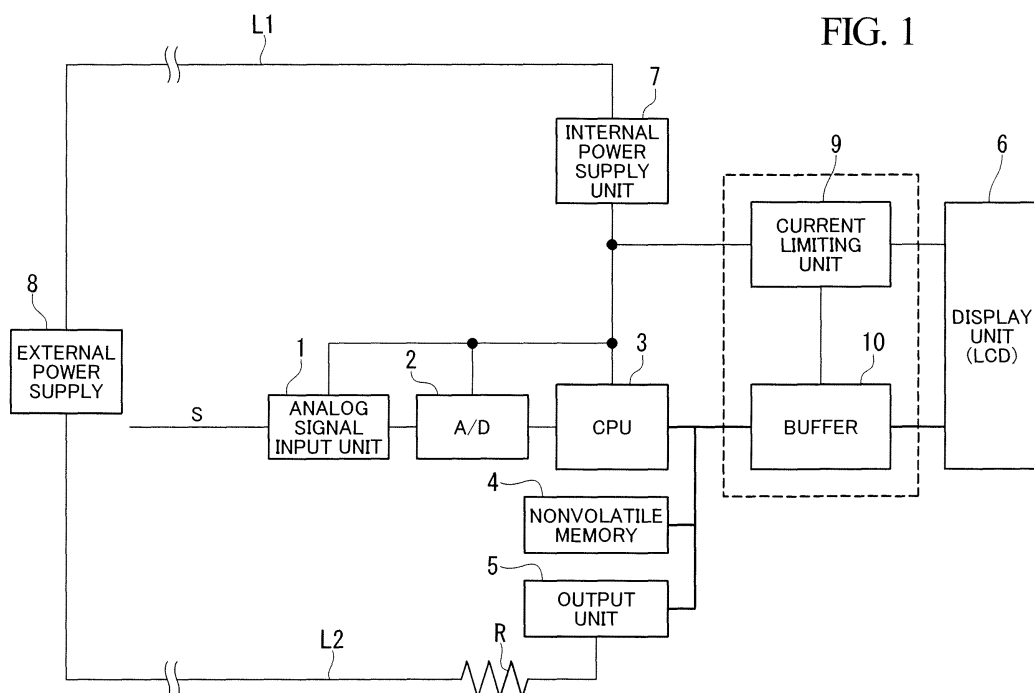 FIG. 1
L1
7
INTERNAL
POWER
SUPPLY
UNIT
9
CURRENT
LIMITING
UNIT
6
DISPLAY
UNIT
(LCD)
8
EXTERNAL
POWER
SUPPLY
S
1
ANALOG
SIGNAL
INPUT UNIT
2
A/D
3
CPU
10
BUFFER
4
NONVOLATILE
MEMORY
5
OUTPUT
UNIT
L2
R